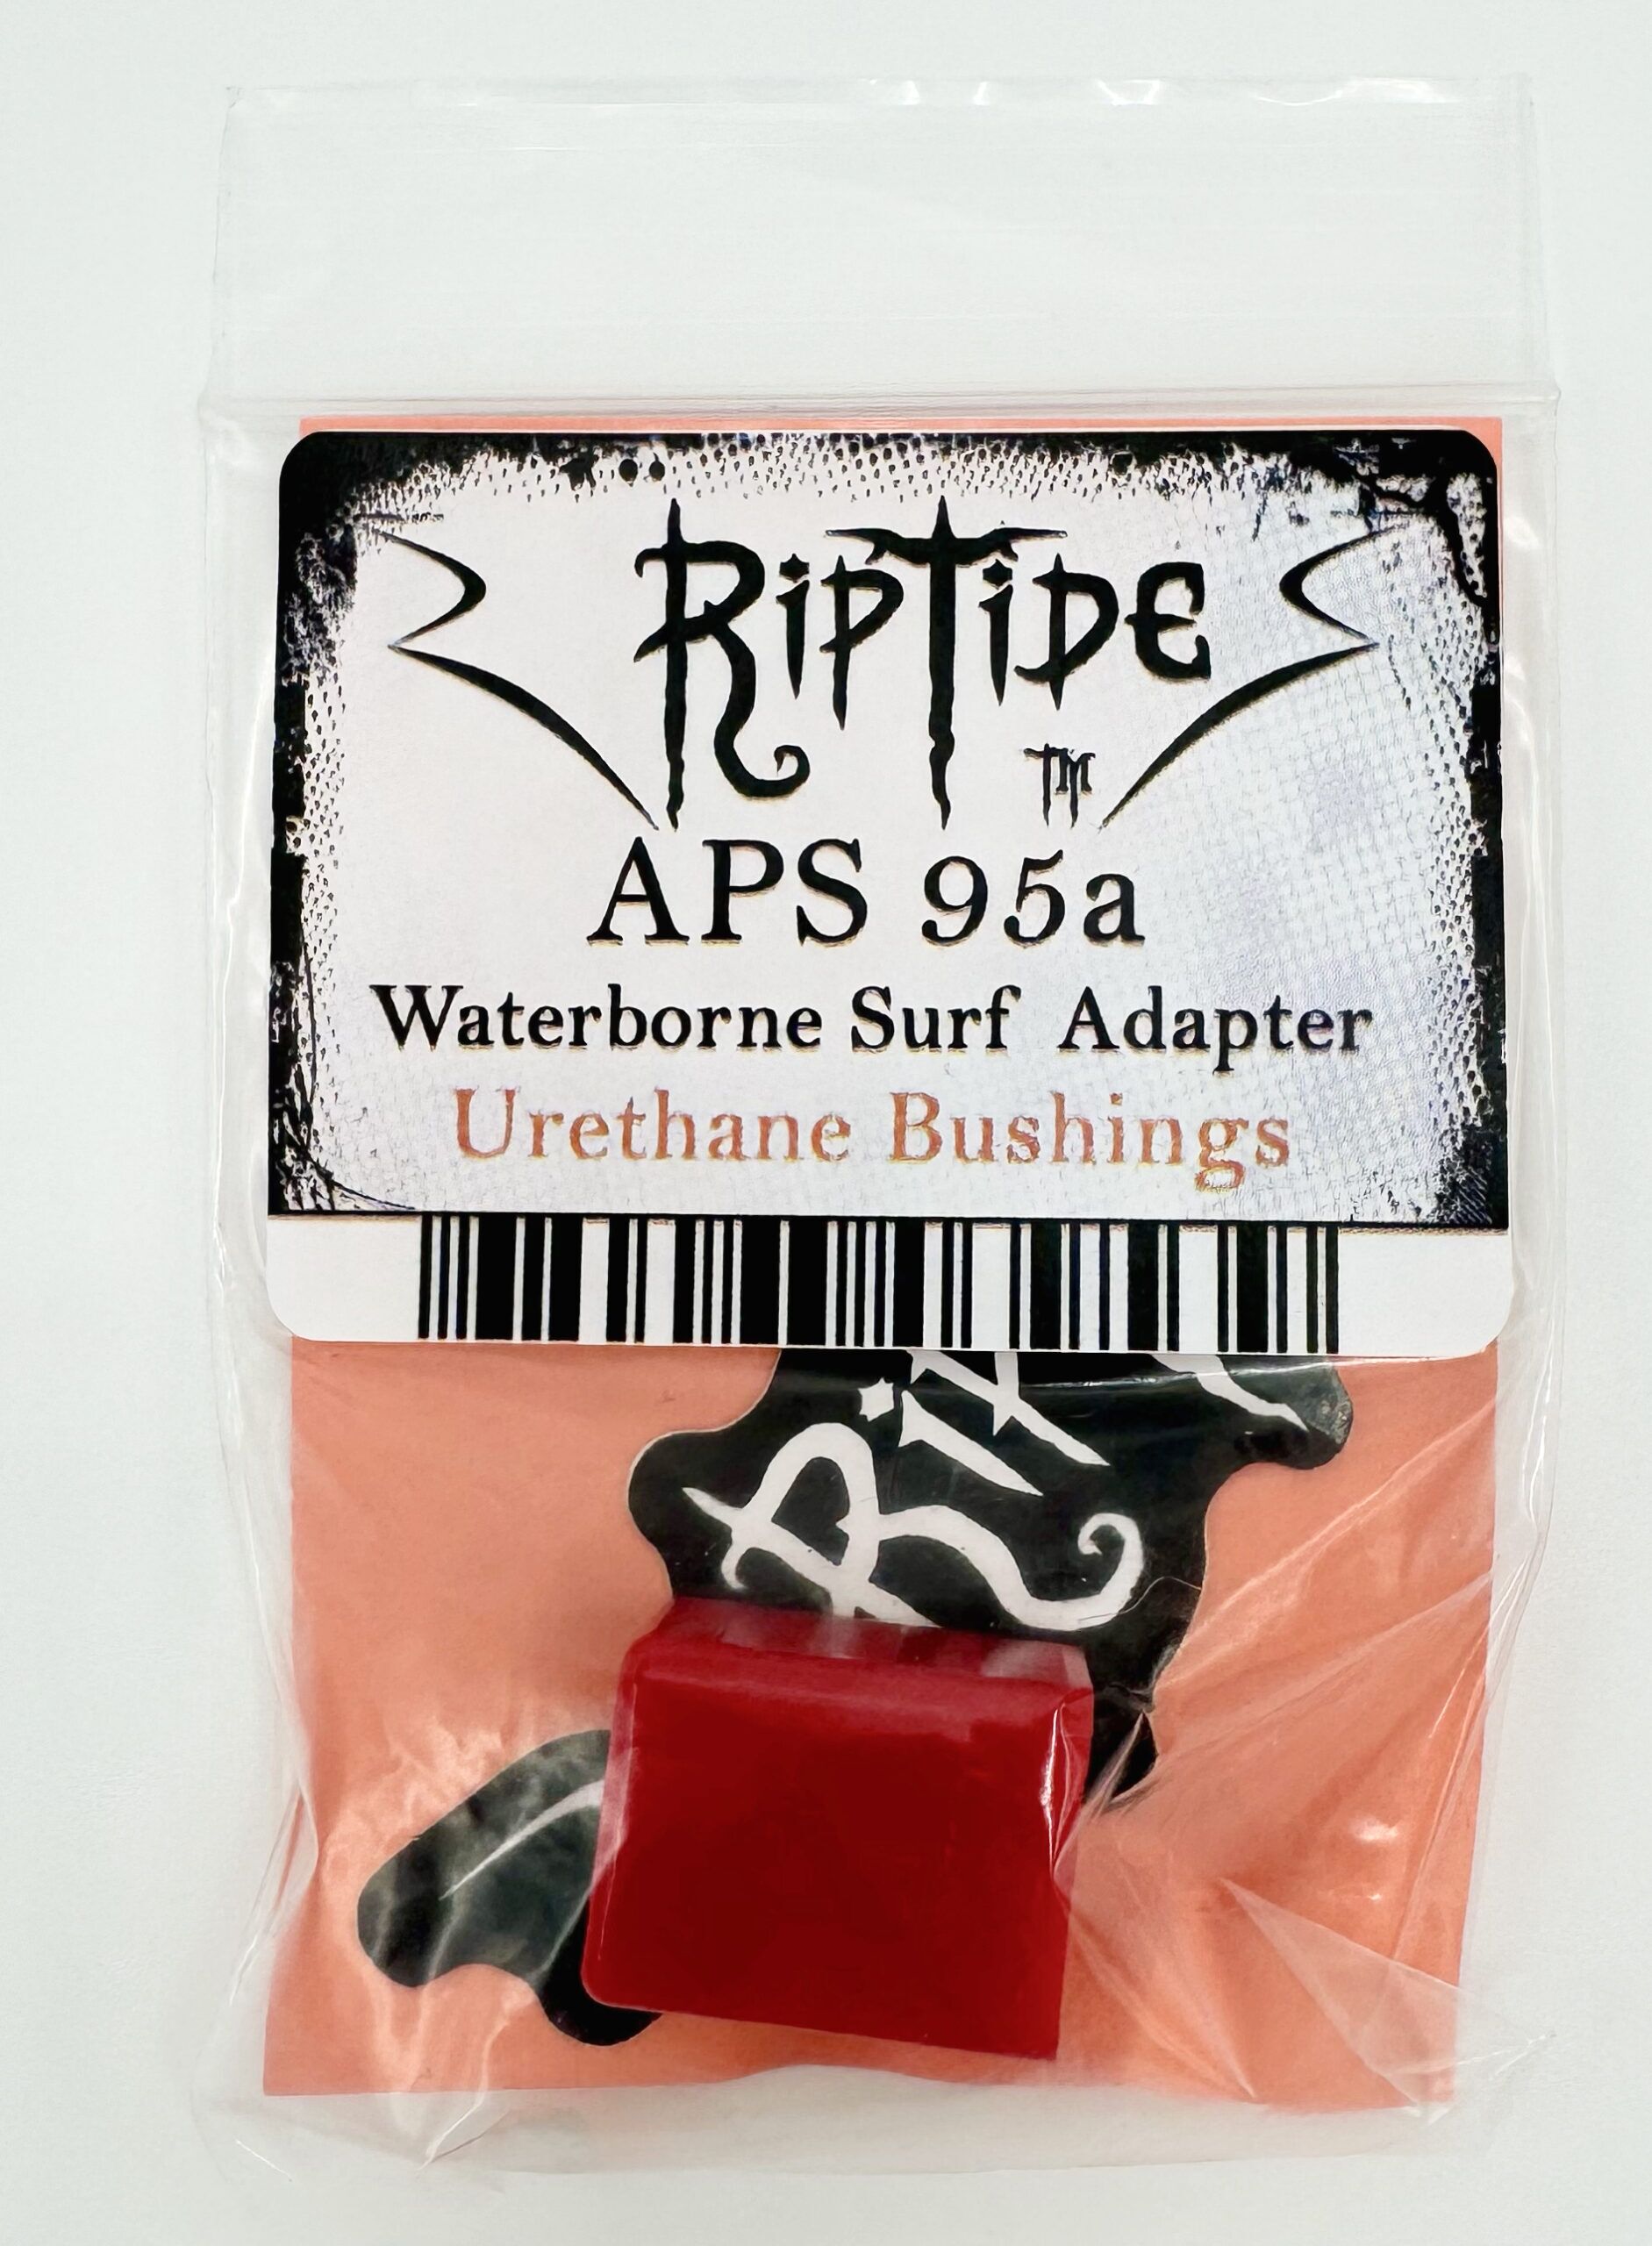 RipTide
TM
APS 95a
Waterborne Surf Adapter
Urethane Bushings